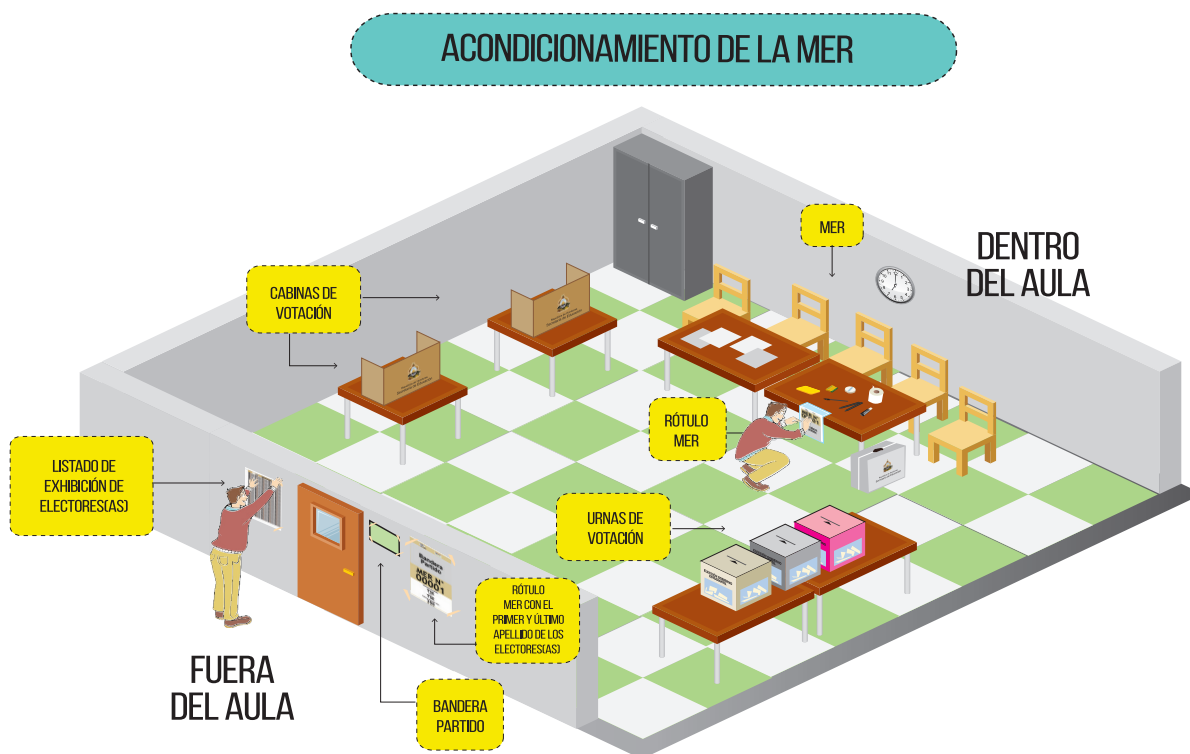 ACONDICIONAMIENTO DE LA MER
MER
DENTRO
DEL AULA
CABINAS DE
VOTACIÓN
RÓTULO
MER
LISTADO DE
EXHIBICIÓN DE
ELECTORES(AS)
URNAS DE
VOTACIÓN
Bandera
Partido
MER N°
00001
RÓTULO
MER CON EL
PRIMER Y ÚLTIMO
APELLIDO DE LOS
ELECTORES(AS)
FUERA
DEL AULA
BANDERA
PARTIDO